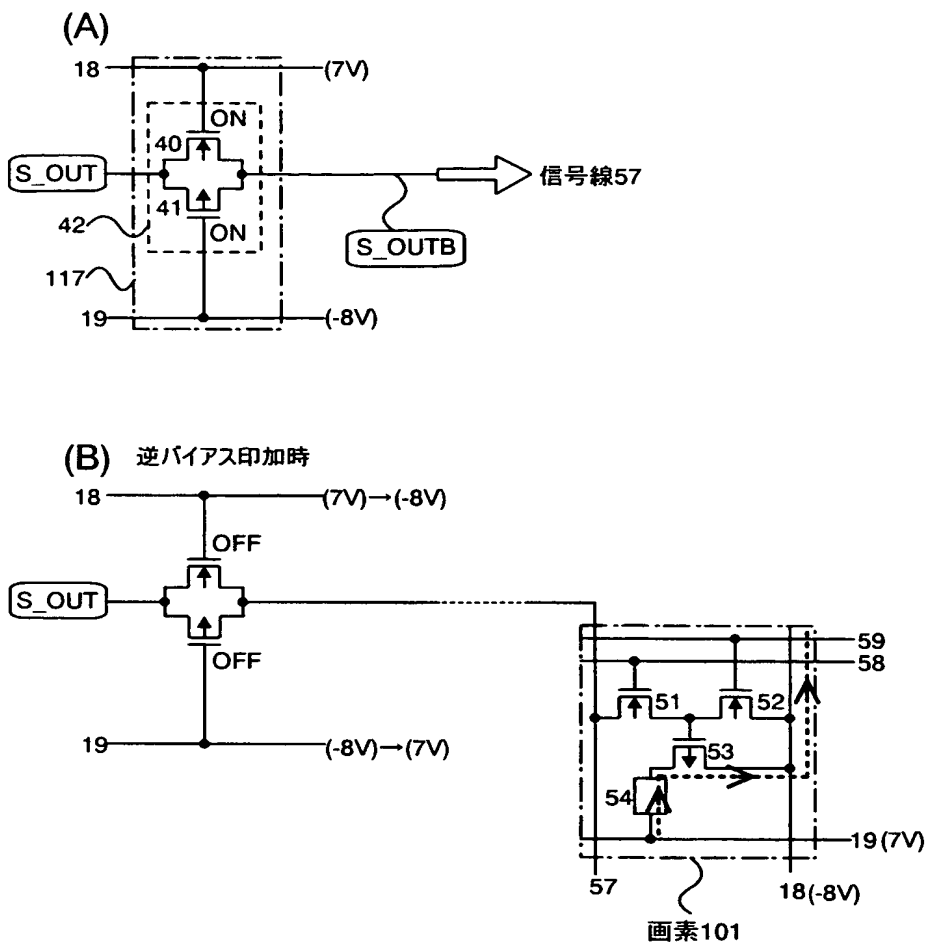 (A)
18
(7V)
ON
40
S_OUT
信号線57
41
42
ON
S_OUTB
117
19
(-8V)
(B) 逆バイアス印加時
18
(7V)→(-8V)
OFF
S_OUT
OFF
59
58
51
52
19
(-8V)→(7V)
53
54
19(7V)
57
18(-8V)
画素101